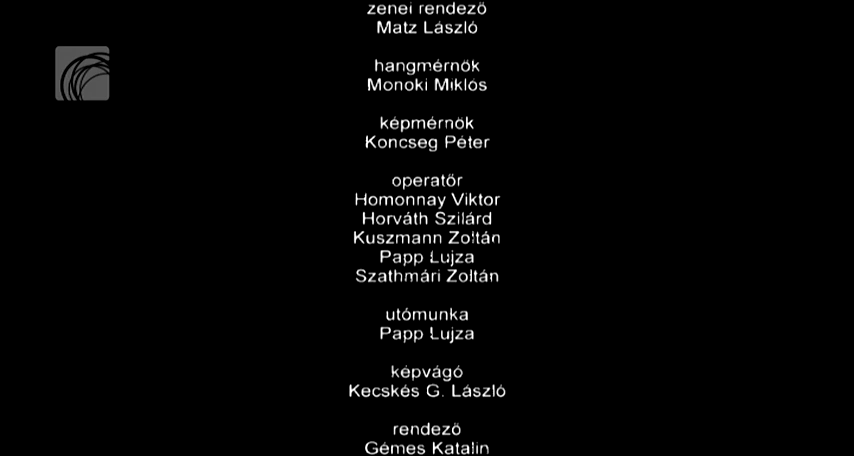 zenei rendező
Matz László
hangmérnök
Monoki Miklós
képmérnök
Koncseg Péter
operatőr
Homonnay Viktor
Horváth Szilárd
Kuszmann Zoltán
Papp Lujza
Szathmári Zoltán
utómunka
Papp Lujza
képvágó
Kecskés G. László
rendező
Gémes Katalin